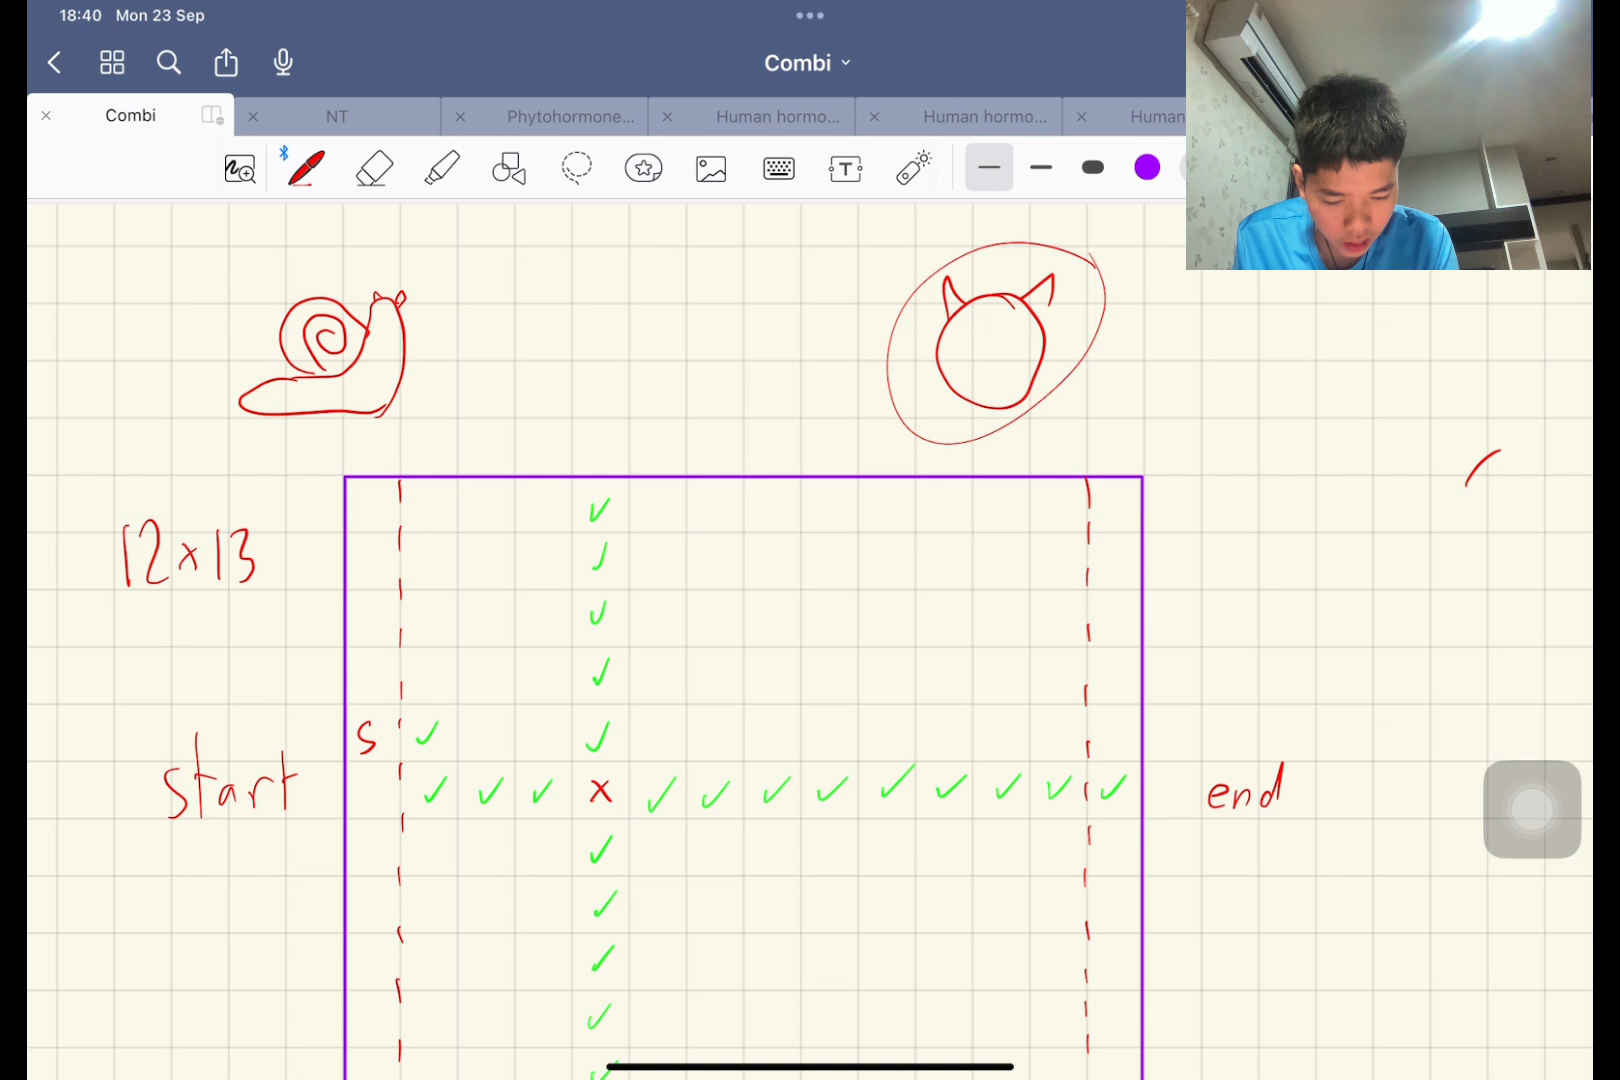 18:40 Mon 23 Sep
Combi
Combi NT Phytohormone... Human hormo... Human hormo... Human
T
12x13
S
start
x
end